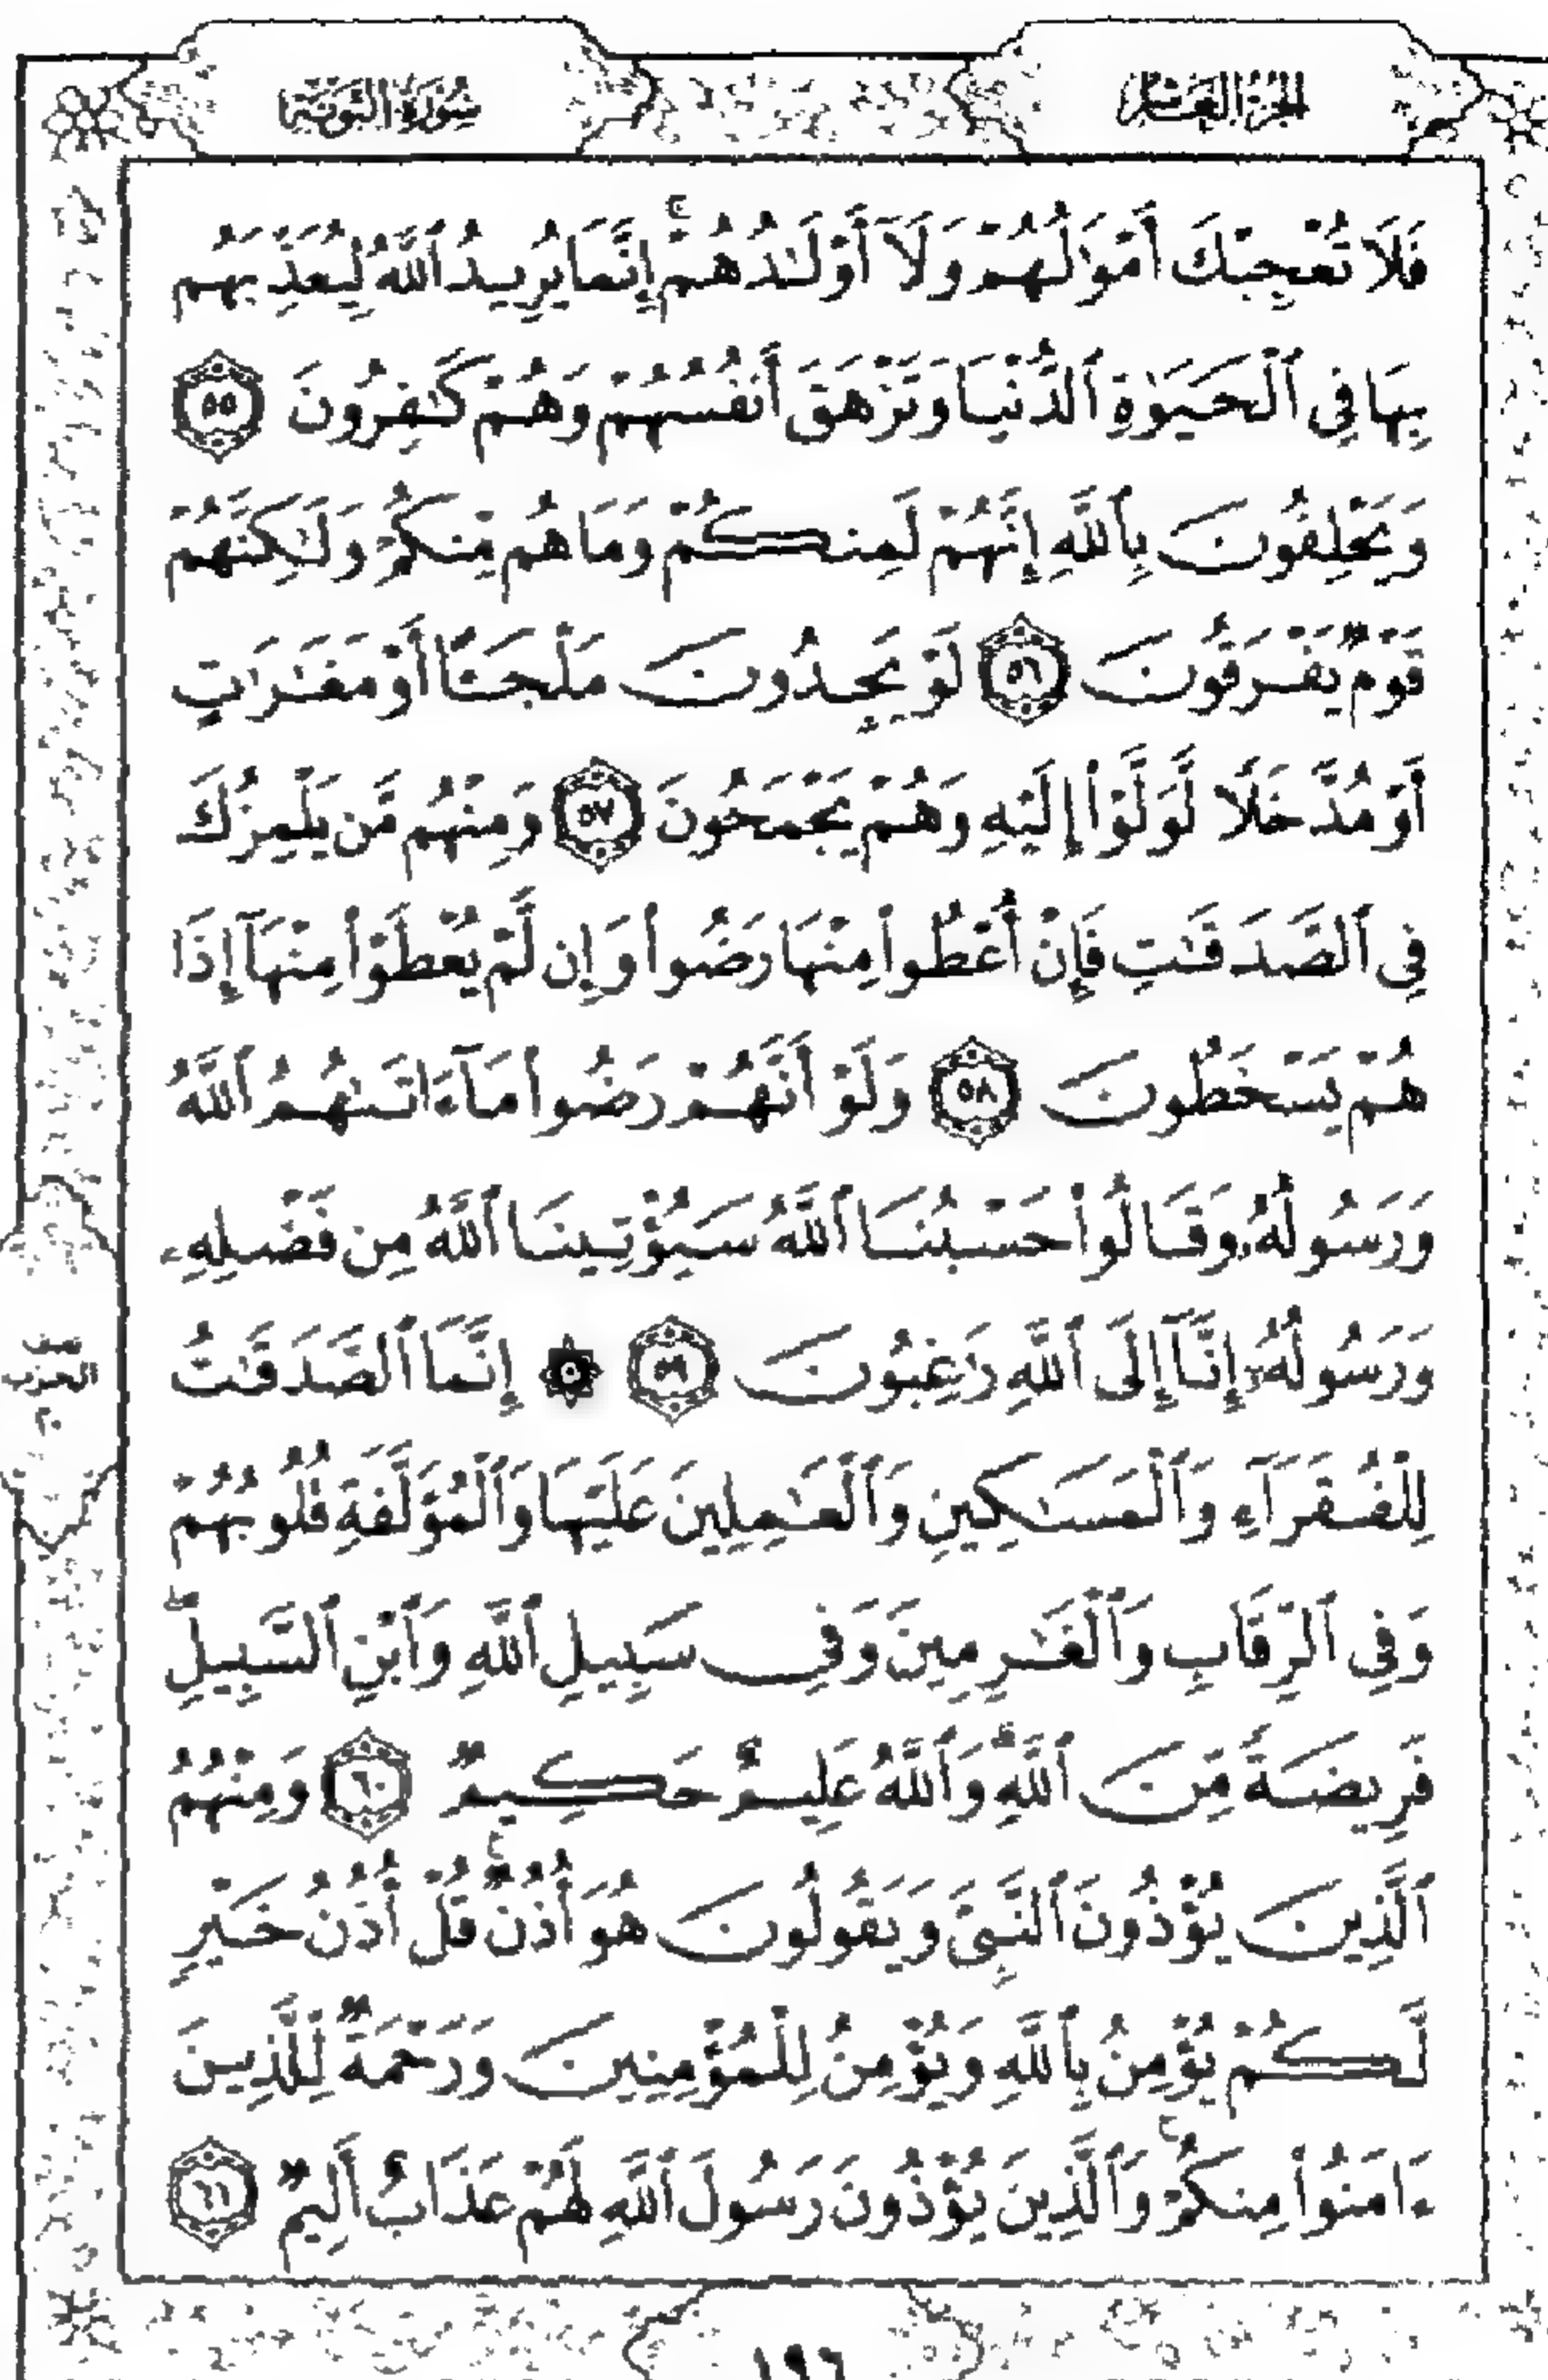 الجزء العاشر
سورة التوبة
فَلَا تُعْجِبْكَ أَمْوَٰلُهُمْ وَلَآ أَوْلَـٰدُهُمْ ۚ إِنَّمَا يُرِيدُ ٱللَّهُ لِيُعَذِّبَهُم
بِهَا فِى ٱلْحَيَوٰةِ ٱلدُّنْيَا وَتَزْهَقَ أَنفُسُهُمْ وَهُمْ كَـٰفِرُونَ ٥٥
وَيَحْلِفُونَ بِٱللَّهِ إِنَّهُمْ لَمِنكُمْ وَمَا هُم مِّنكُمْ وَلَـٰكِنَّهُمْ
قَوْمٌ يَفْرَقُونَ ٥٦ لَوْ يَجِدُونَ مَلْجَـًٔا أَوْ مَغَـٰرَٰتٍ
أَوْ مُدَّخَلًا لَّوَلَّوْا۟ إِلَيْهِ وَهُمْ يَجْمَحُونَ ٥٧ وَمِنْهُم مَّن يَلْمِزُكَ
فِى ٱلصَّدَقَـٰتِ فَإِنْ أُعْطُوا۟ مِنْهَا رَضُوا۟ وَإِن لَّمْ يُعْطَوْا۟ مِنْهَآ إِذَا
هُمْ يَسْخَطُونَ ٥٨ وَلَوْ أَنَّهُمْ رَضُوا۟ مَآ ءَاتَىٰهُمُ ٱللَّهُ
وَرَسُولُهُۥ وَقَالُوا۟ حَسْبُنَا ٱللَّهُ سَيُؤْتِينَا ٱللَّهُ مِن فَضْلِهِۦ
وَرَسُولُهُۥٓ إِنَّآ إِلَى ٱللَّهِ رَٰغِبُونَ ٥٩ ۞ إِنَّمَا ٱلصَّدَقَـٰتُ
لِلْفُقَرَآءِ وَٱلْمَسَـٰكِينِ وَٱلْعَـٰمِلِينَ عَلَيْهَا وَٱلْمُؤَلَّفَةِ قُلُوبُهُمْ
وَفِى ٱلرِّقَابِ وَٱلْغَـٰرِمِينَ وَفِى سَبِيلِ ٱللَّهِ وَٱبْنِ ٱلسَّبِيلِ ۖ
فَرِيضَةً مِّنَ ٱللَّهِ ۗ وَٱللَّهُ عَلِيمٌ حَكِيمٌ ٦٠ وَمِنْهُمُ
ٱلَّذِينَ يُؤْذُونَ ٱلنَّبِىَّ وَيَقُولُونَ هُوَ أُذُنٌ ۚ قُلْ أُذُنُ خَيْرٍ
لَّكُمْ يُؤْمِنُ بِٱللَّهِ وَيُؤْمِنُ لِلْمُؤْمِنِينَ وَرَحْمَةٌ لِّلَّذِينَ
ءَامَنُوا۟ مِنكُمْ ۚ وَٱلَّذِينَ يُؤْذُونَ رَسُولَ ٱللَّهِ لَهُمْ عَذَابٌ أَلِيمٌ ٦١
نصف
الحزب
٢٠
١٩٦